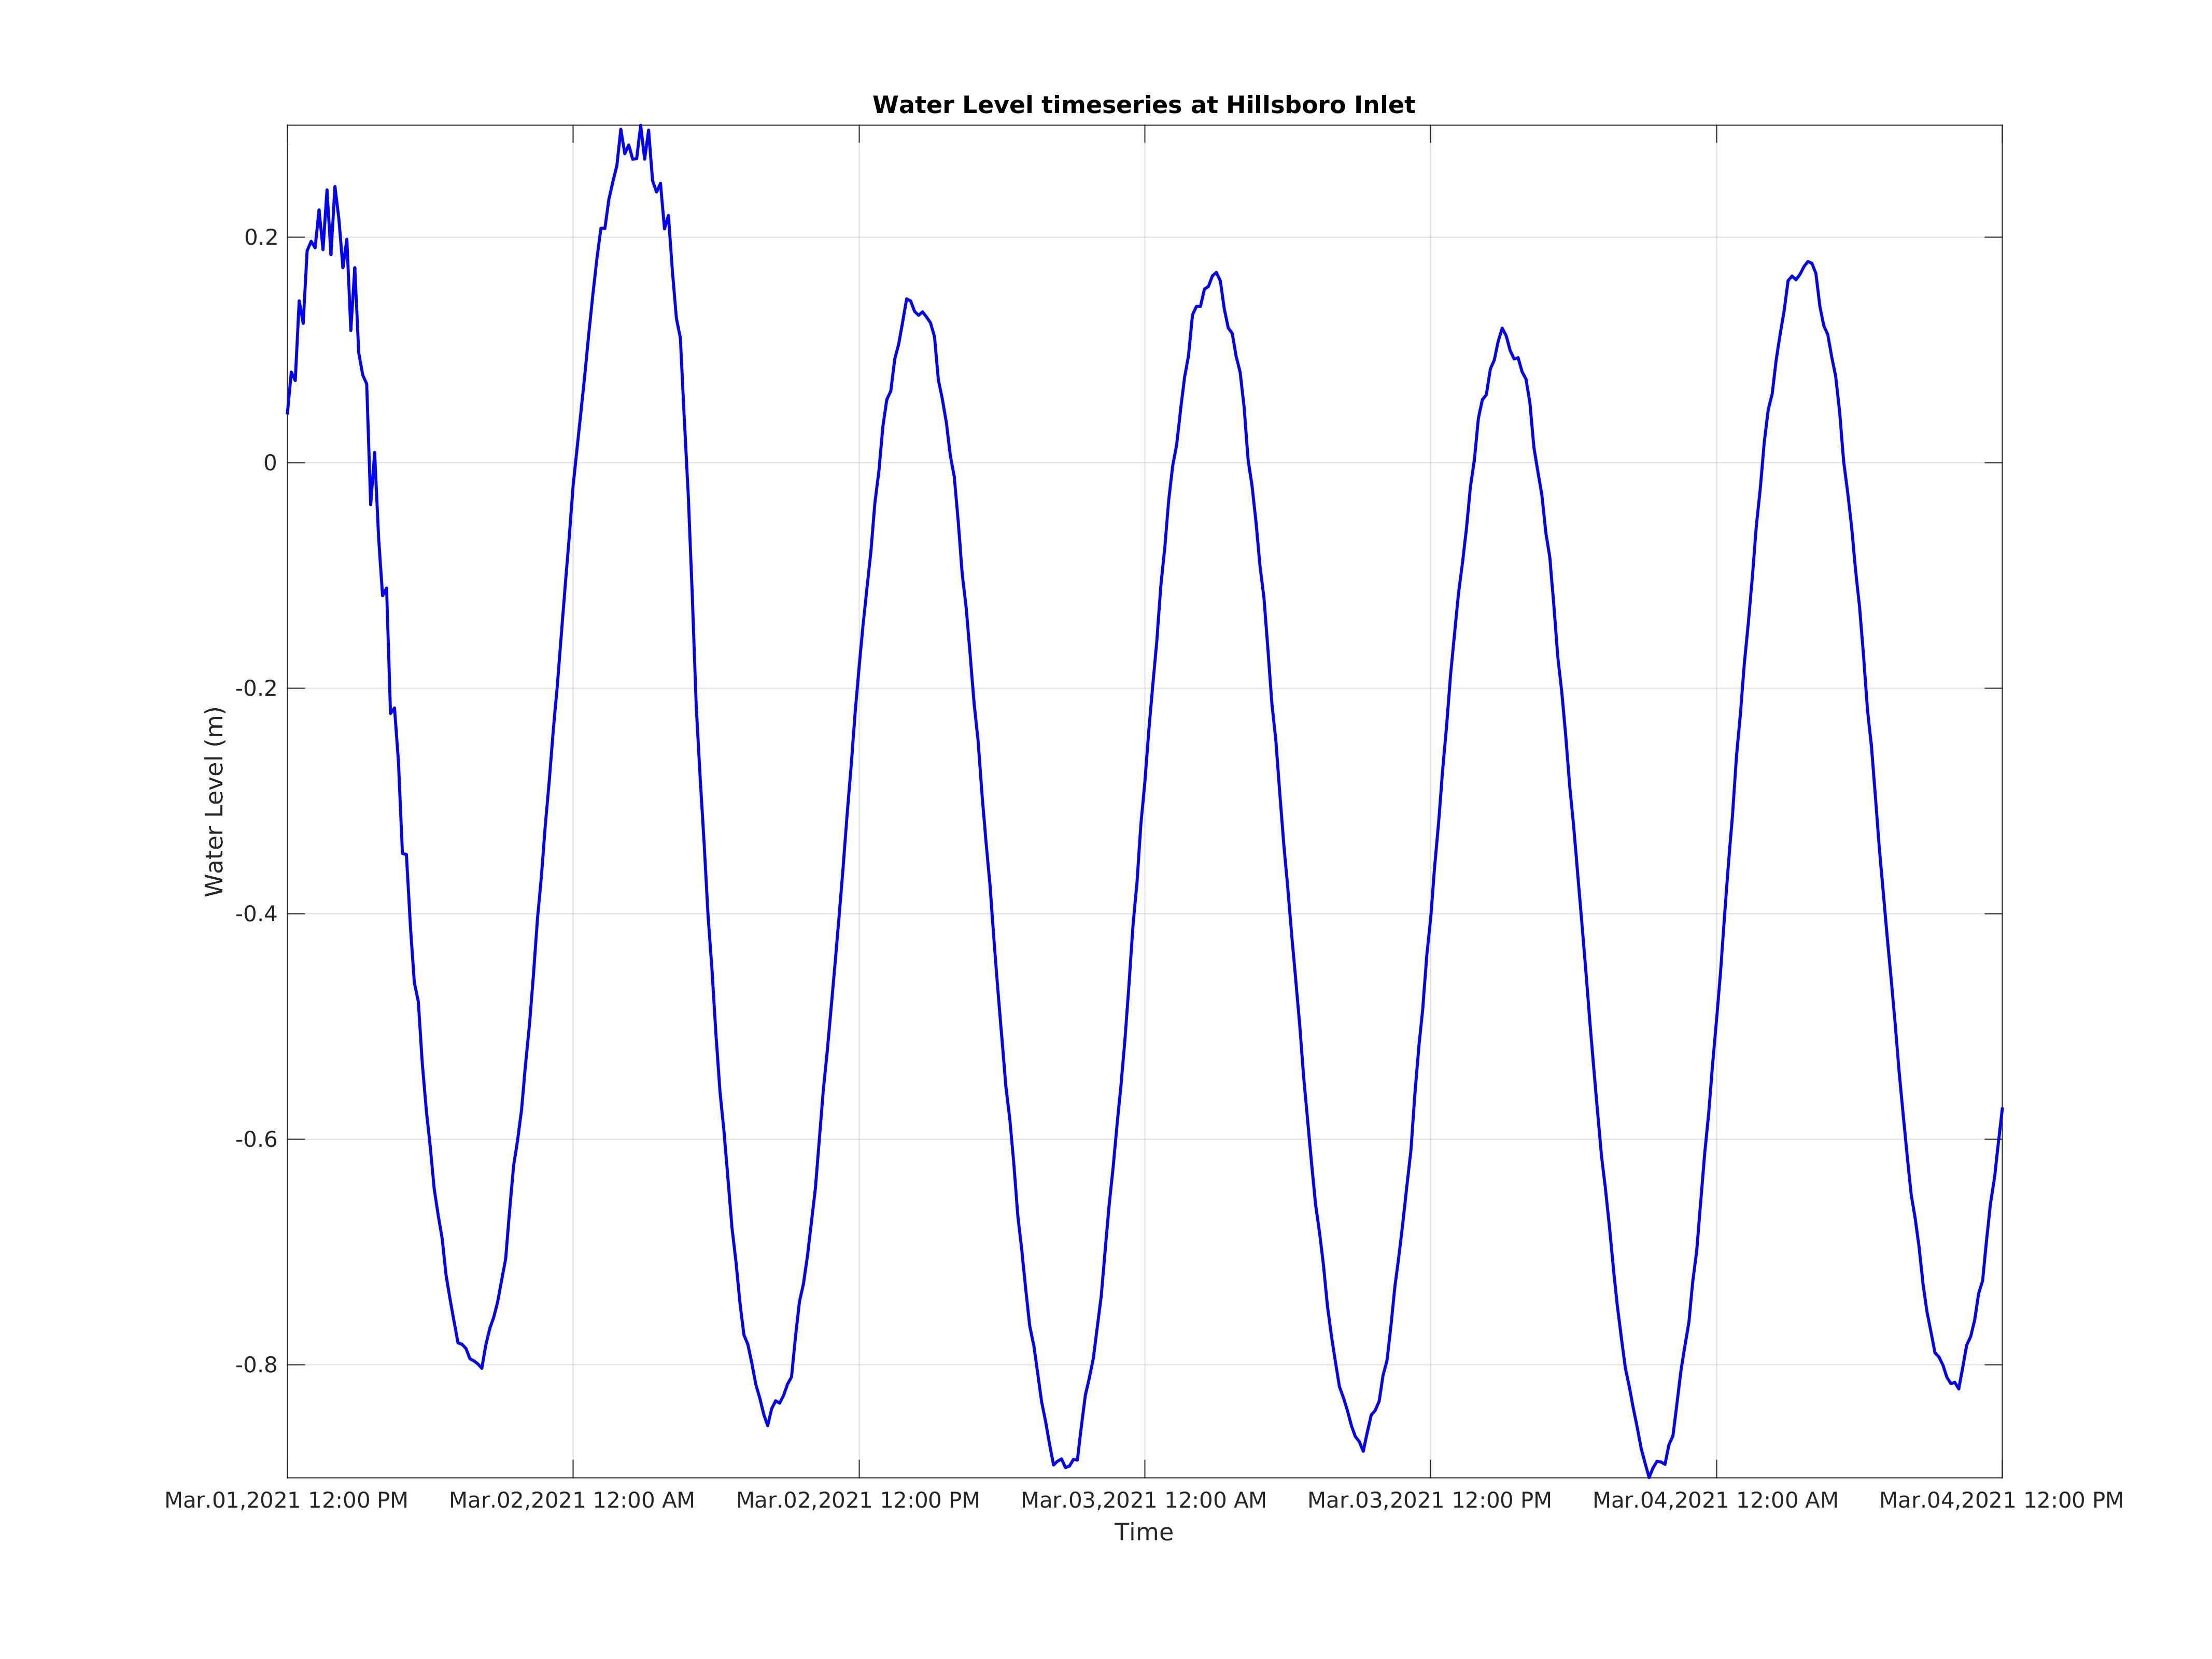 Water Level timeseries at Hillsboro Inlet
Water Level (m)
0.2
0
-0.2
-0.4
-0.6
-0.8
Mar.01,2021 12:00 PM Mar.02,2021 12:00 AM Mar.02,2021 12:00 PM Mar.03,2021 12:00 AM Mar.03,2021 12:00 PM Mar.04,2021 12:00 AM Mar.04,2021 12:00 PM
Time